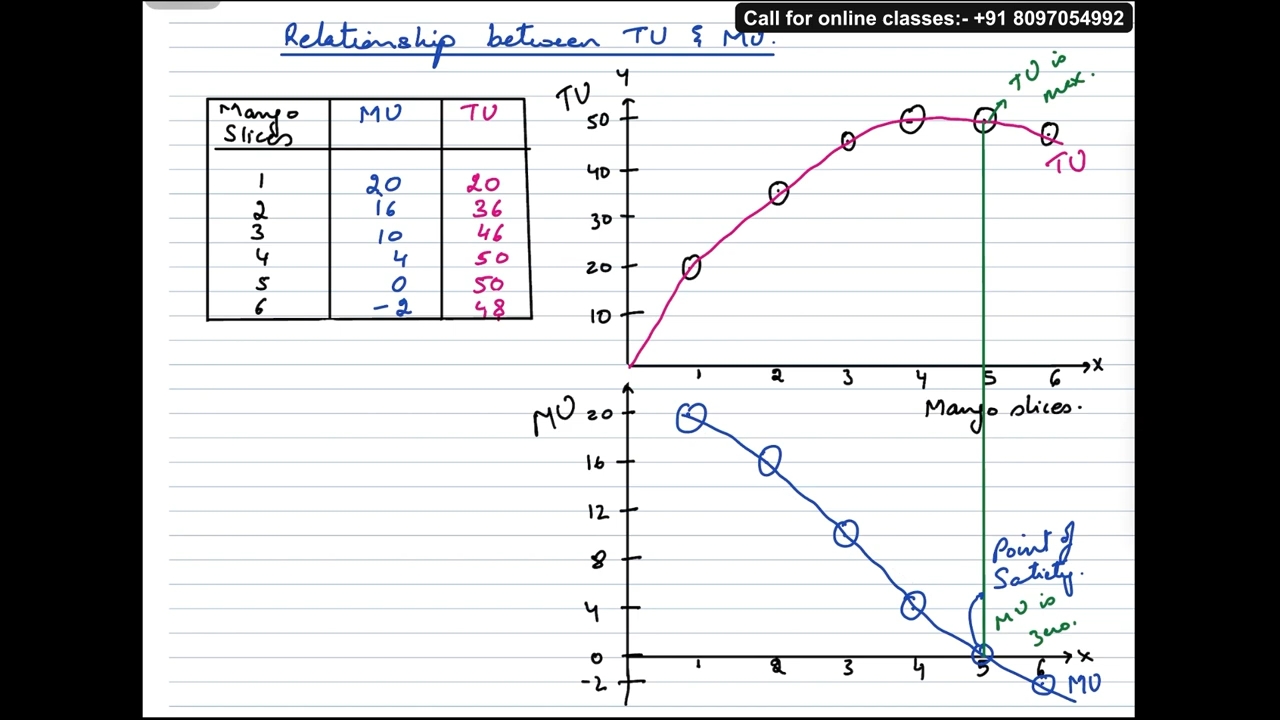 Call for online classes:- +91 8097054992
Relationship between TU & MU.
Mango Slices MU TU
1 20 20
2 16 36
3 10 46
4 4 50
5 0 50
6 -2 48
TU
Y
50
40
30
20
10
TU is
max.
TU
1 2 3 4 5 6 X
Mango slices.
MU
20
16
12
8
4
0
-2
Point of
Satiety.
MU is
zero.
1 2 3 4 5 6 X
MU